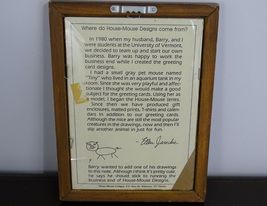 Where do House-Mouse Designs come from?
In 1980 when my husband, Barry, and I
were students at the University of Vermont,
we decided to team up and start our own
business. Barry was happy to work the
business end while I created the greeting
card designs.
I had a small gray pet mouse named
"Tiny" who lived in an aquarium tank in my
room. Since she was very playful and affec-
tionate I thought she would make a good
subject for the greeting cards. Using her as
a model, I began the House-Mouse series.
Since then we have produced gift
enclosures, matted prints, T-shirts and calen-
dars in addition to our greeting cards.
Although the mice are still the most popular
creatures in the drawings, now and then I'll
slip another animal in just for fun.
Ellen Jareckie
Barry wanted to add one of his drawings
to this note. Although I think it's pretty cute,
he says he should stick to running the
business end of House-Mouse Designs.